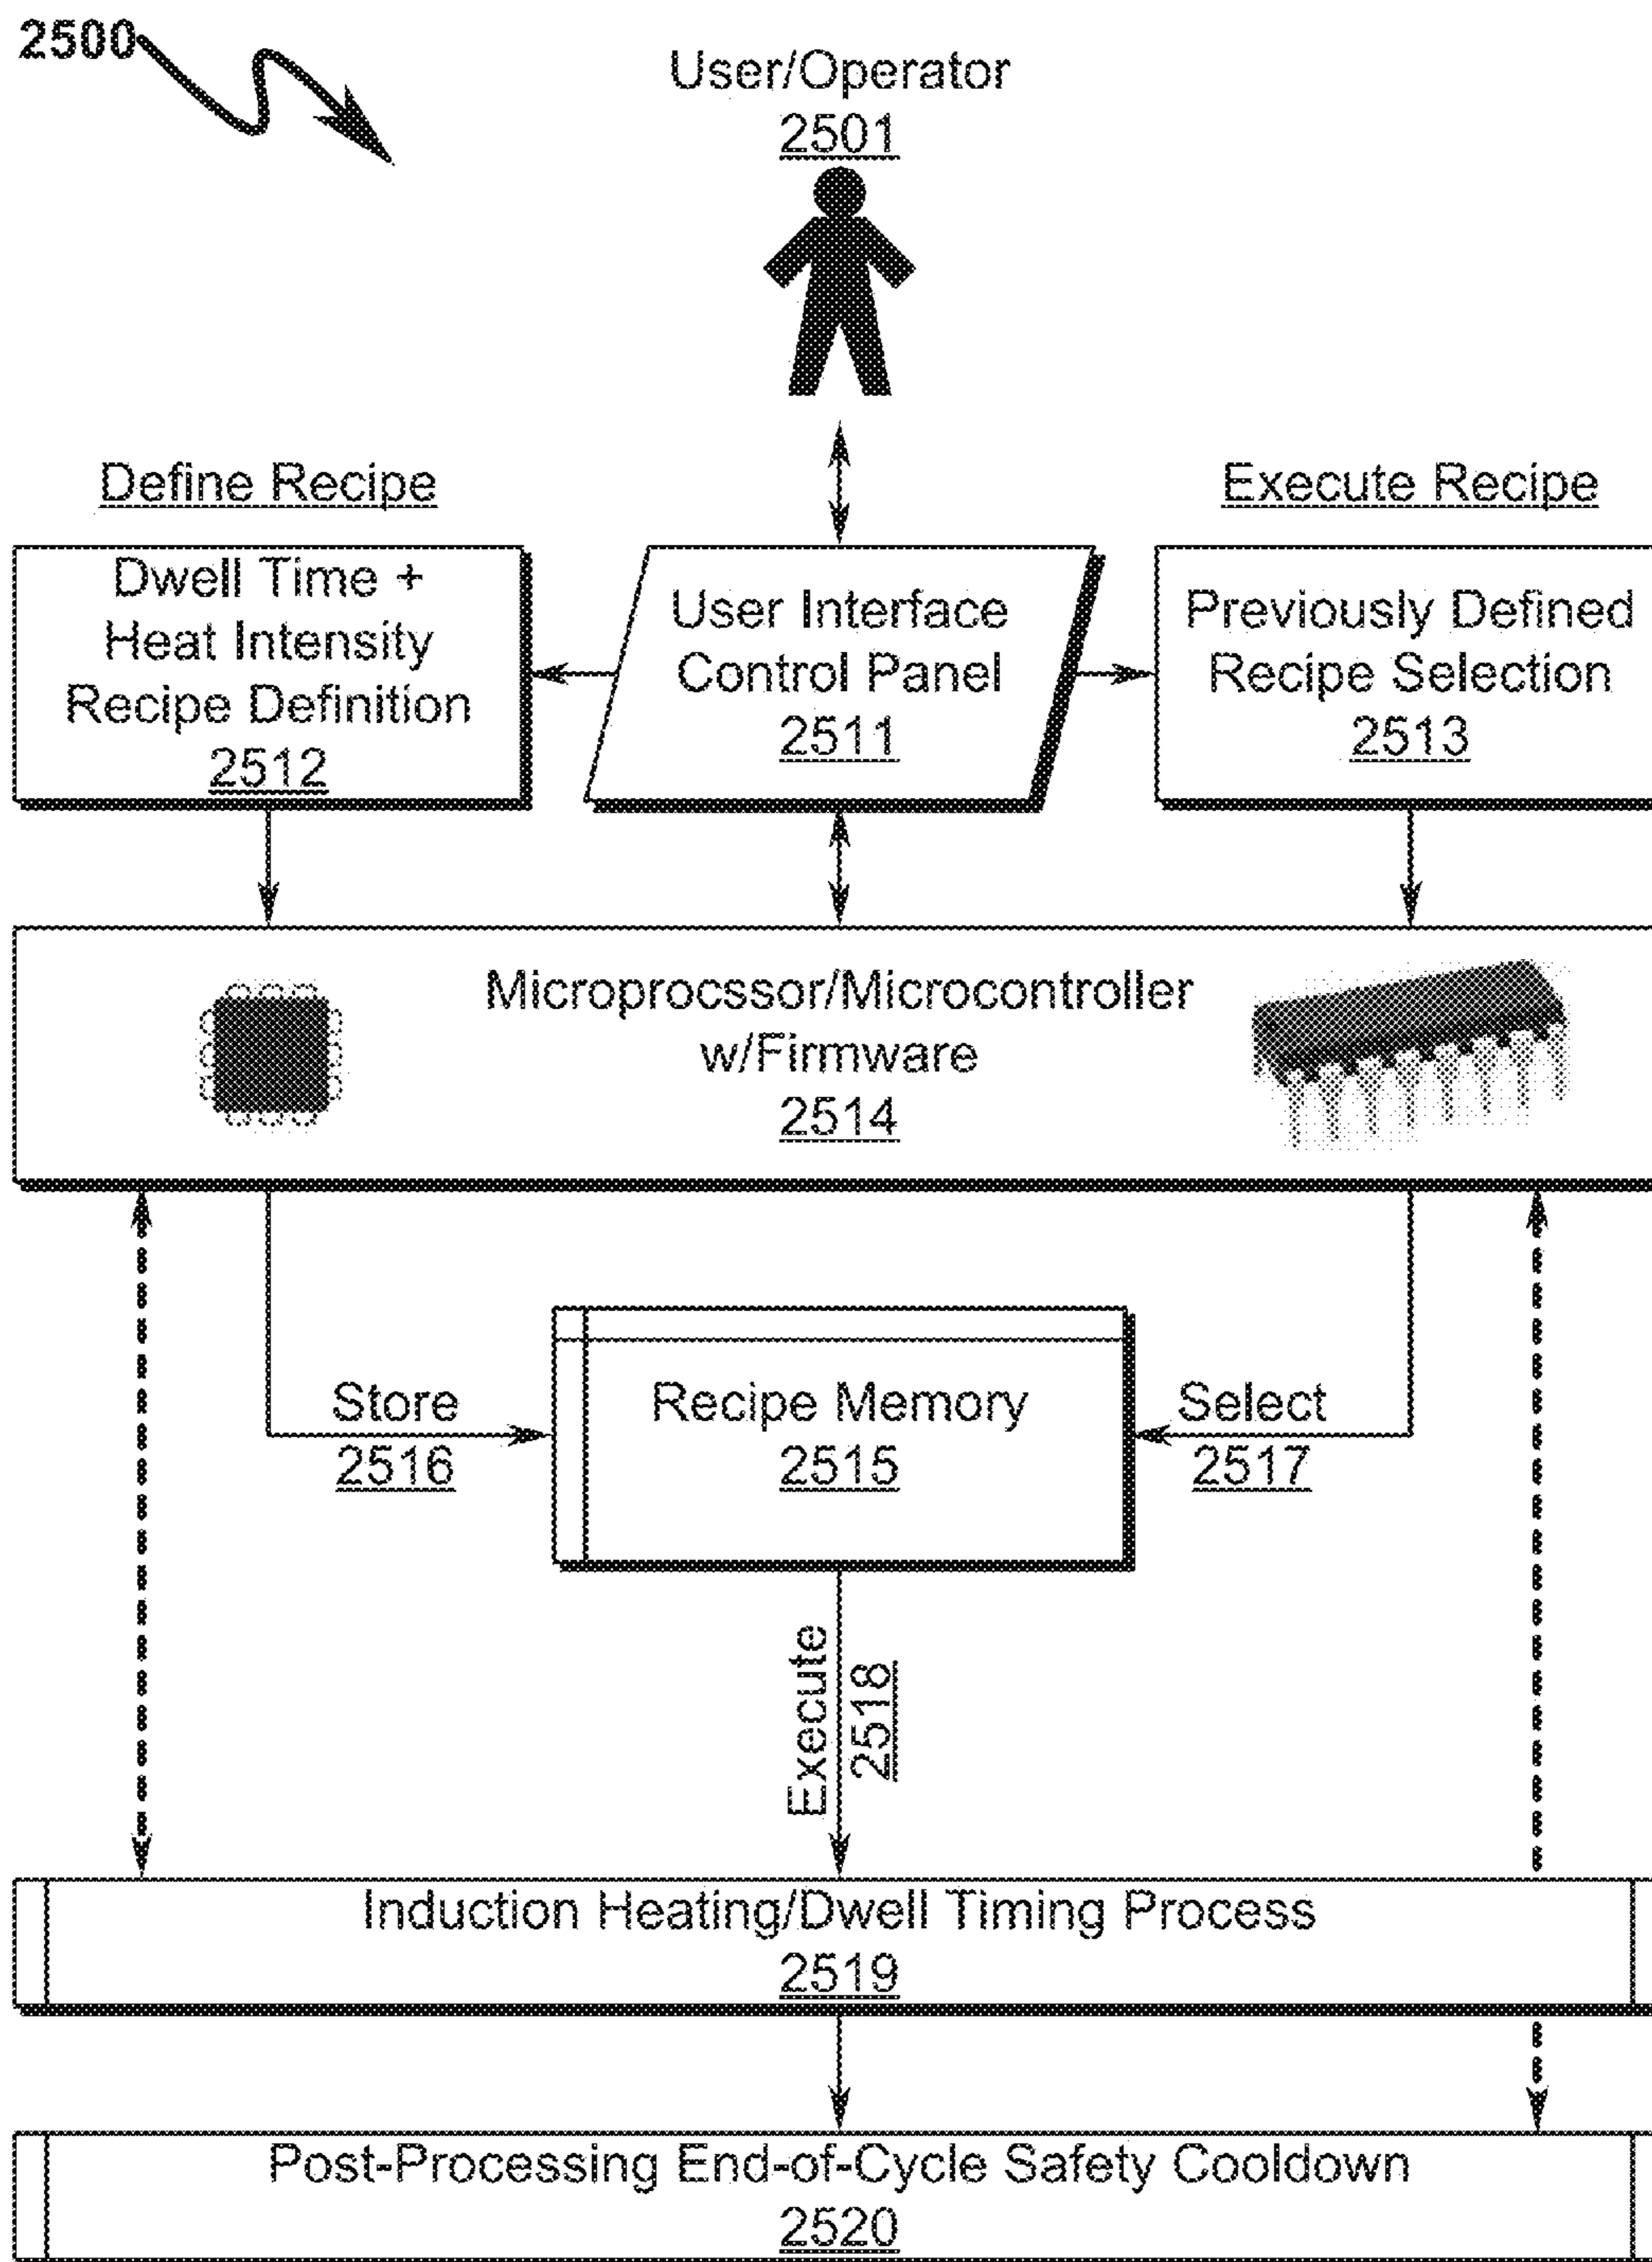 2500
User/Operator
2501
Define Recipe
Execute Recipe
Dwell Time +
Heat Intensity
Recipe Definition
2512
User Interface
Control Panel
2511
Previously Defined
Recipe Selection
2513
Microprocssor/Microcontroller
w/Firmware
2514
Store
2516
Recipe Memory
2515
Select
2517
Execute
2518
Induction Heating/Dwell Timing Process
2519
Post-Processing End-of-Cycle Safety Cooldown
2520